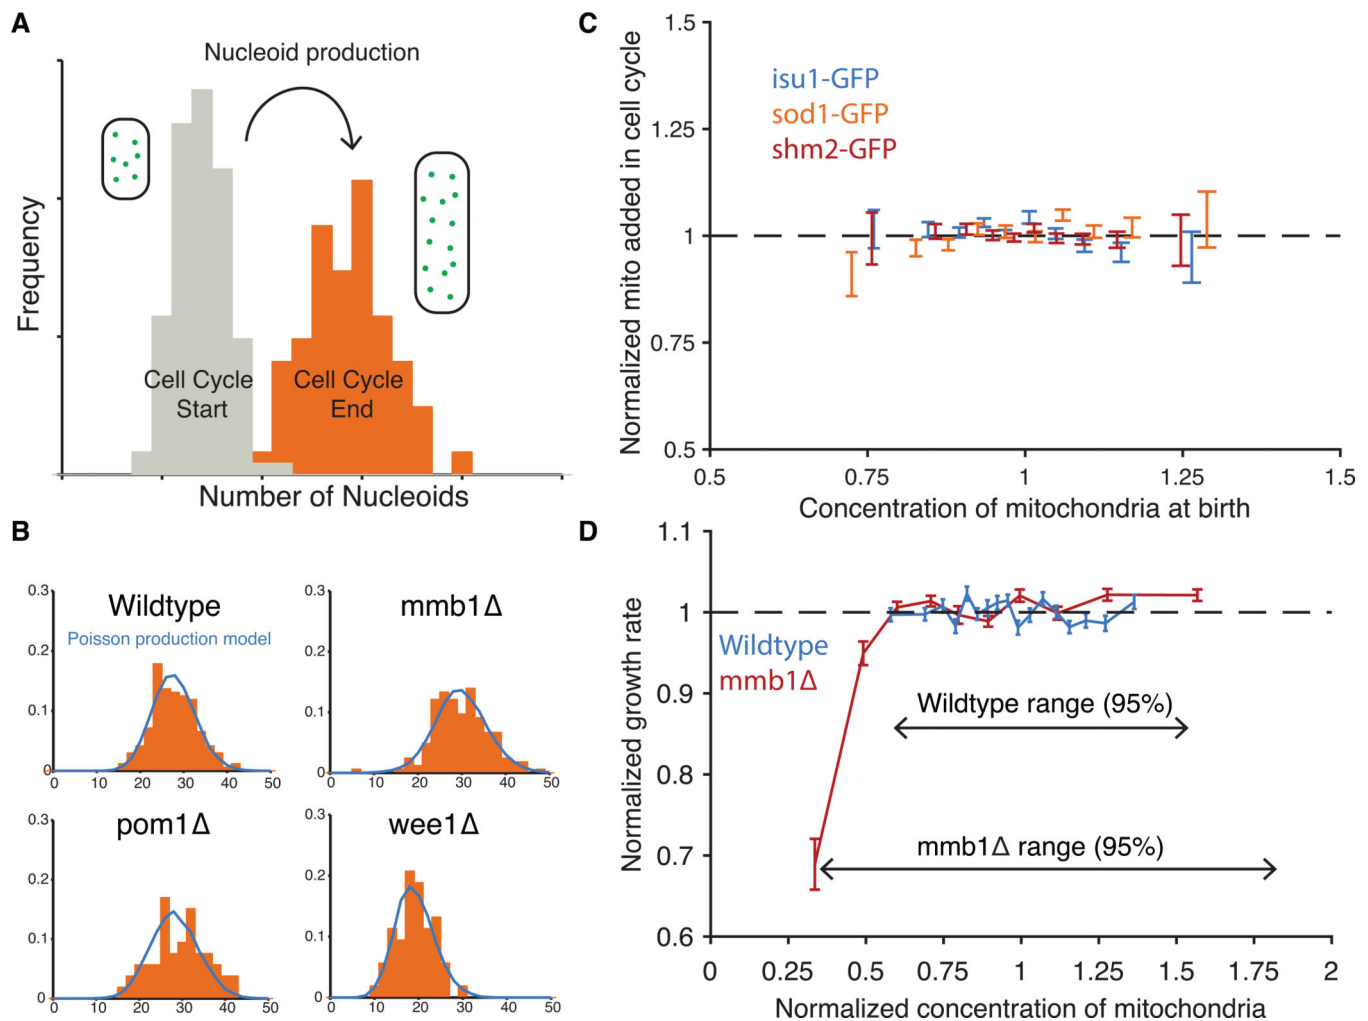 A
Nucleoid production
Frequency
Cell Cycle
Start
Cell Cycle
End
Number of Nucleoids
C
1.5
1.25
1
0.75
0.5
Normalized mito added in cell cycle
isu1-GFP
sod1-GFP
shm2-GFP
0.5
0.75
1
1.25
1.5
Concentration of mitochondria at birth
B
0.3
0.2
0.1
0
Wildtype
Poisson production model
0
10
20
30
40
50
0.3
0.2
0.1
0
mmb1Δ
0
10
20
30
40
50
0.3
0.2
0.1
0
pom1Δ
0
10
20
30
40
50
0.3
0.2
0.1
0
wee1Δ
0
10
20
30
40
50
D
1.1
1
0.9
0.8
0.7
0.6
Normalized growth rate
Wildtype
mmb1Δ
Wildtype range (95%)
mmb1Δ range (95%)
0
0.25
0.5
0.75
1
1.25
1.5
1.75
2
Normalized concentration of mitochondria